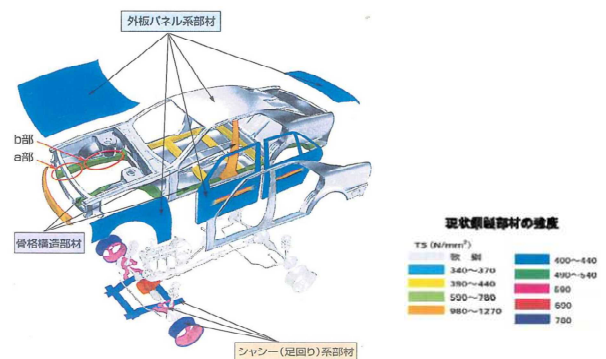 外板パネル系部材
b部
a部
骨格構造部材
シャシー(足回り)系部材
現状鋼製部材の強度
TS (N/mm²)
軟 鋼
340~370
390~440
590~780
980~1270
400~440
490~540
590
690
780